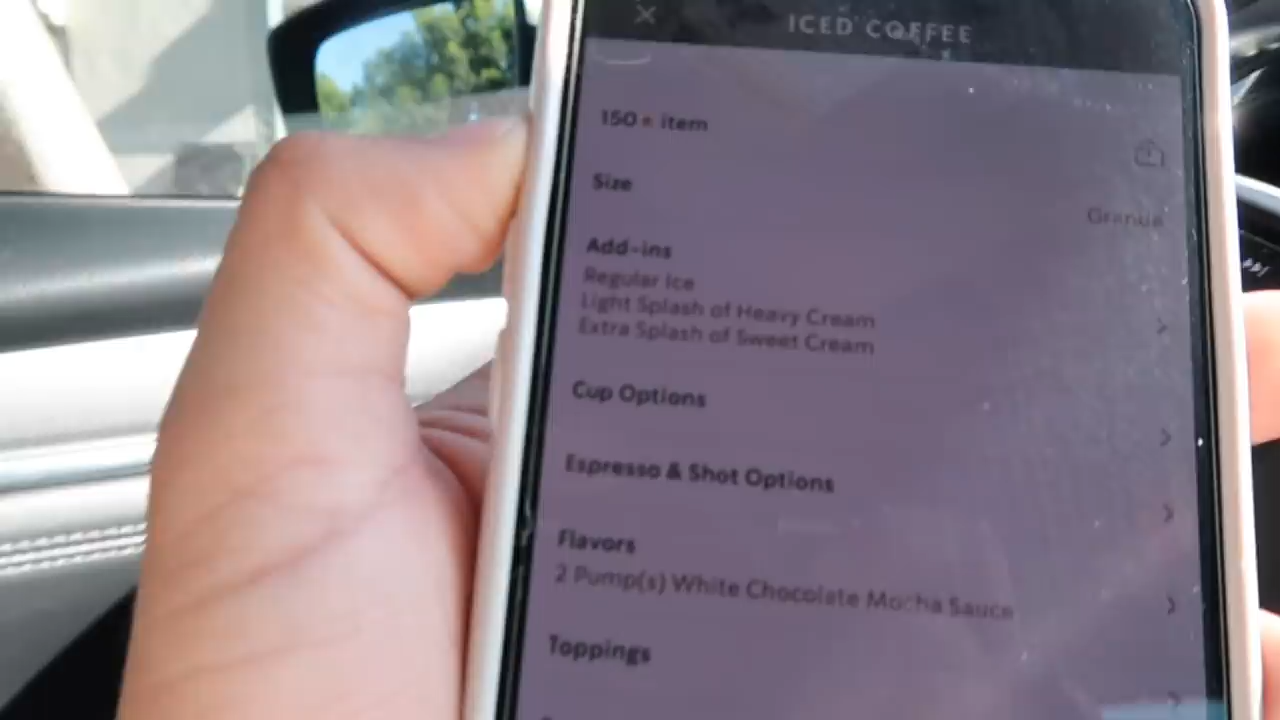 ICED COFFEE
150★ item
Size
Grande
Add-ins
Regular Ice
Light Splash of Heavy Cream
Extra Splash of Sweet Cream
Cup Options
Espresso & Shot Options
Flavors
2 Pump(s) White Chocolate Mocha Sauce
Toppings